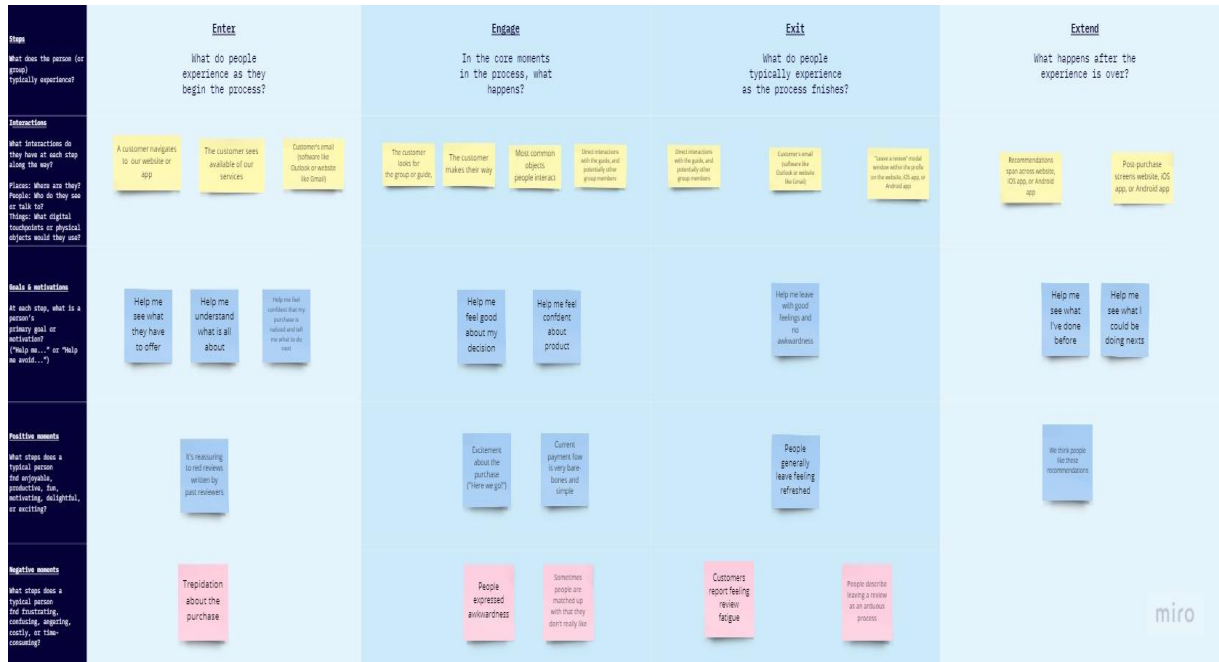 Steps
What does the person (or
group)
typically experience?
Enter
What do people
experience as they
begin the process?
Engage
In the core moments
in the process, what
happens?
Exit
What do people
typically experience
as the process fnishes?
Extend
What happens after the
experience is over?
Interactions
What interactions do
they have at each step
along the way?
Places: Where are they?
People: Who do they see
or talk to?
Things: What digital
touchpoints or physical
objects would they use?
A customer navigates
to our website or
app
The customer sees
available of our
services
Customer's email
(software like
Outlook or website
like Gmail)
The customer
looks for
the group or guide,
The customer
makes their way
Most common
objects
people interact
Direct interactions
with the guide, and
potentially other
group members
Direct interactions
with the guide, and
potentially other
group members
Customer's email
(software like
Outlook or website
like Gmail)
"Leave a review" modal
window within the profile
on the website, iOS app, or
Android app
Recommendations
span across website,
iOS app, or Android
app
Post-purchase
screens website, iOS
app, or Android app
Goals & motivations
At each step, what is a
person's
primary goal or
motivation?
("Help me..." or "Help
me avoid...")
Help me
see what
they have
to offer
Help me
understand
what is all
about
Help me feel
confident that my
purchase is
nalized and tell
me what to do
next
Help me
feel good
about my
decision
Help me feel
confdent
about
product
Help me leave
with good
feelings and
no
awkwardness
Help me
see what
I've done
before
Help me
see what I
could be
doing nexts
Positive moments
What steps does a
typical person
fnd enjoyable,
productive, fun,
motivating, delightful,
or exciting?
It's reassuring
to red reviews
written by
past reviewers
Excitement
about the
purchase
("Here we go!")
Current
payment fow
is very bare-
bones and
simple
People
generally
leave feeling
refreshed
We think people
like these
recommendations
Negative moments
What steps does a
typical person
fnd frustrating,
confusing, angering,
costly, or time-
consuming?
Trepidation
about the
purchase
People
expressed
awkwardness
Sometimes
people are
matched up
with that they
don't really like
Customers
report feeling
review
fatigue
People describe
leaving a review
as an arduous
process
miro